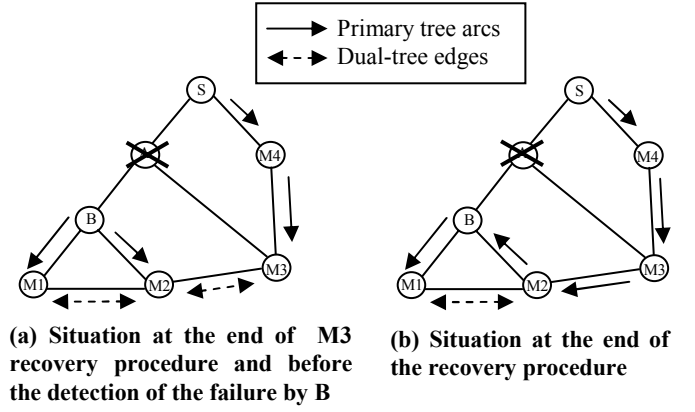 Primary tree arcs
Dual-tree edges
S
M4
B
M1
M2
M3
S
M4
B
M1
M2
M3
(a) Situation at the end of M3
recovery procedure and before
the detection of the failure by B
(b) Situation at the end of
the recovery procedure